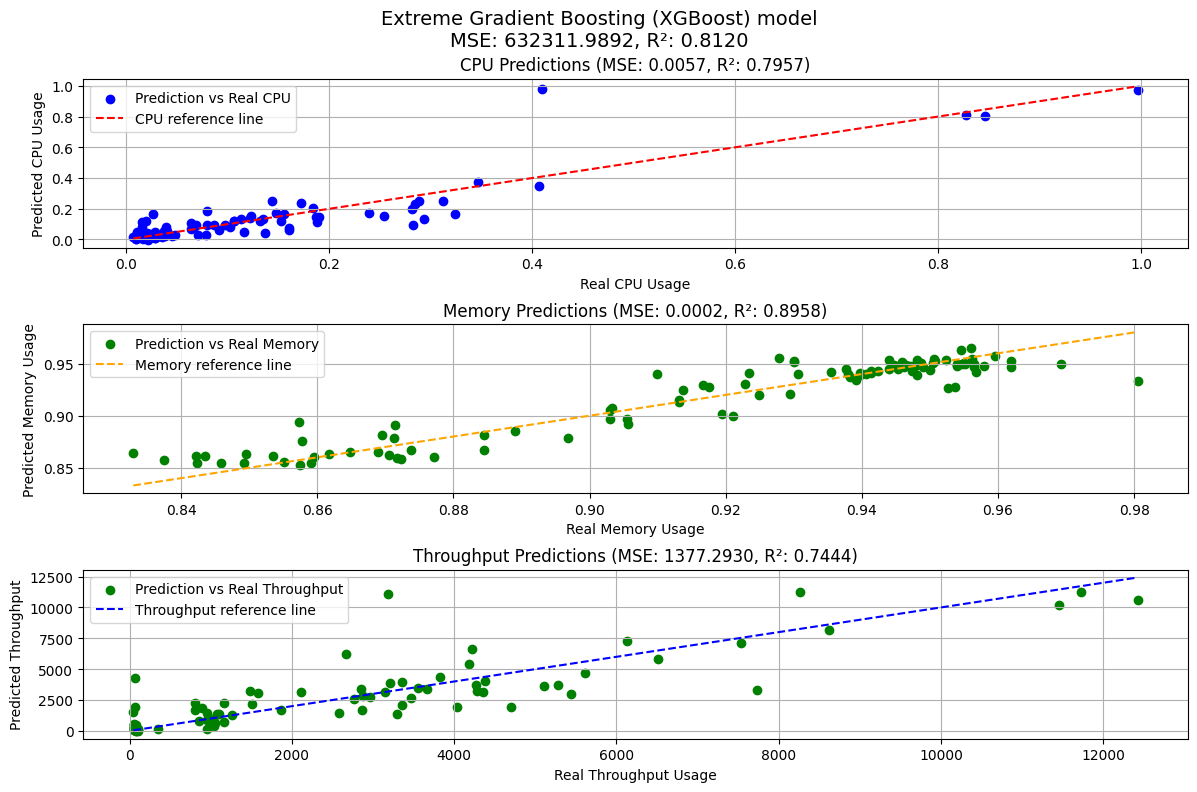 Extreme Gradient Boosting (XGBoost) model
MSE: 632311.9892, R²: 0.8120
CPU Predictions (MSE: 0.0057, R²: 0.7957)
Prediction vs Real CPU
CPU reference line
Predicted CPU Usage
1.0
0.8
0.6
0.4
0.2
0.0
0.0 0.2 0.4 0.6 0.8 1.0
Real CPU Usage
Memory Predictions (MSE: 0.0002, R²: 0.8958)
Prediction vs Real Memory
Memory reference line
Predicted Memory Usage
0.95
0.90
0.85
0.84 0.86 0.88 0.90 0.92 0.94 0.96 0.98
Real Memory Usage
Throughput Predictions (MSE: 1377.2930, R²: 0.7444)
Prediction vs Real Throughput
Throughput reference line
Predicted Throughput
12500
10000
7500
5000
2500
0
0 2000 4000 6000 8000 10000 12000
Real Throughput Usage